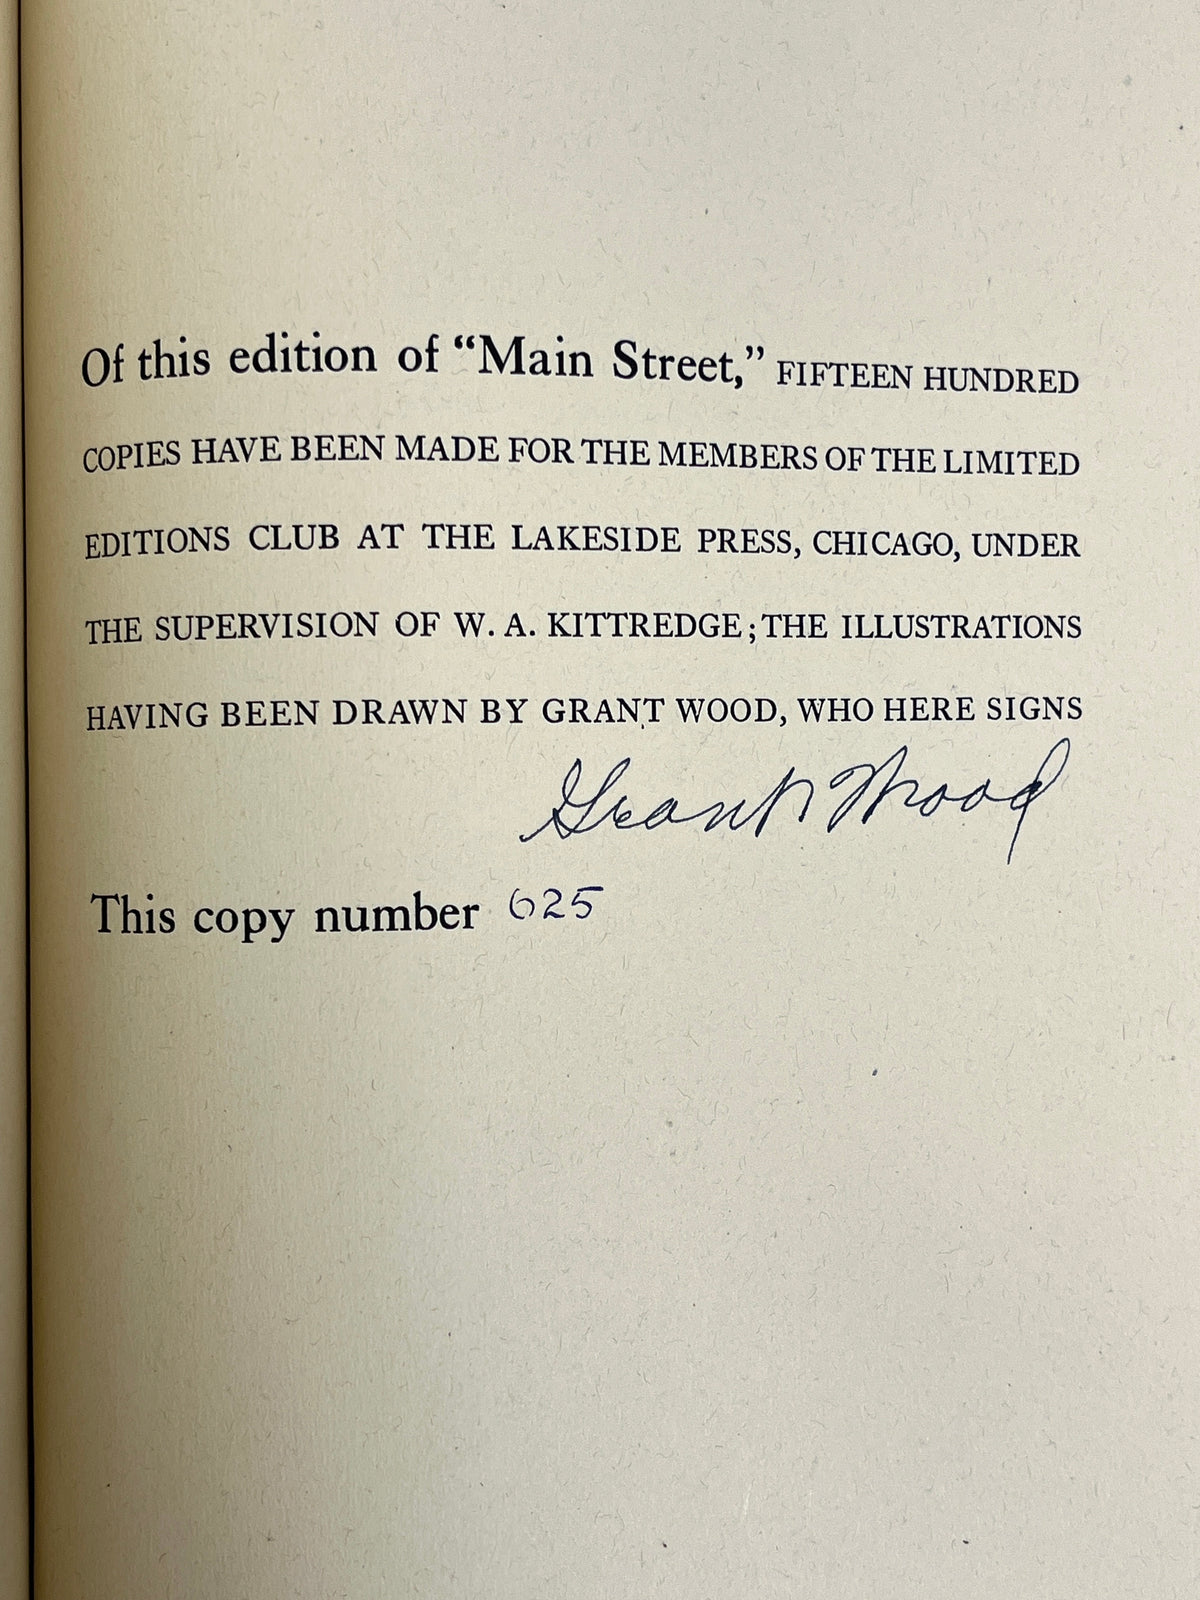 Of this edition of “Main Street,” FIFTEEN HUNDRED
COPIES HAVE BEEN MADE FOR THE MEMBERS OF THE LIMITED
EDITIONS CLUB AT THE LAKESIDE PRESS, CHICAGO, UNDER
THE SUPERVISION OF W. A. KITTREDGE; THE ILLUSTRATIONS
HAVING BEEN DRAWN BY GRANT WOOD, WHO HERE SIGNS
Grant Wood
This copy number 625